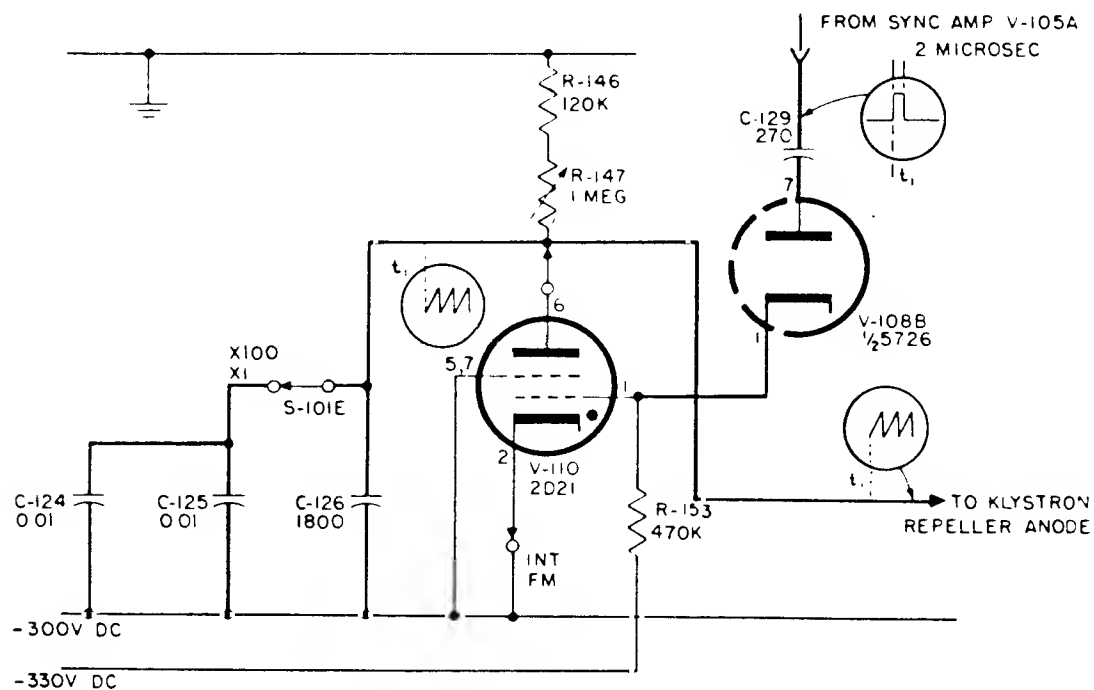 FROM SYNC AMP V-105A
2 MICROSEC
R-146
120K
C-129
270
t₁
R-147
1 MEG
7
t₁
6
V-108B
½5726
1
X100
X1
5,7
1
S-101E
2
V-110
2D21
t₁
C-124
0 01
C-125
0 01
C-126
1800
R-153
470K
TO KLYSTRON
REPELLER ANODE
INT
FM
-300V DC
-330V DC